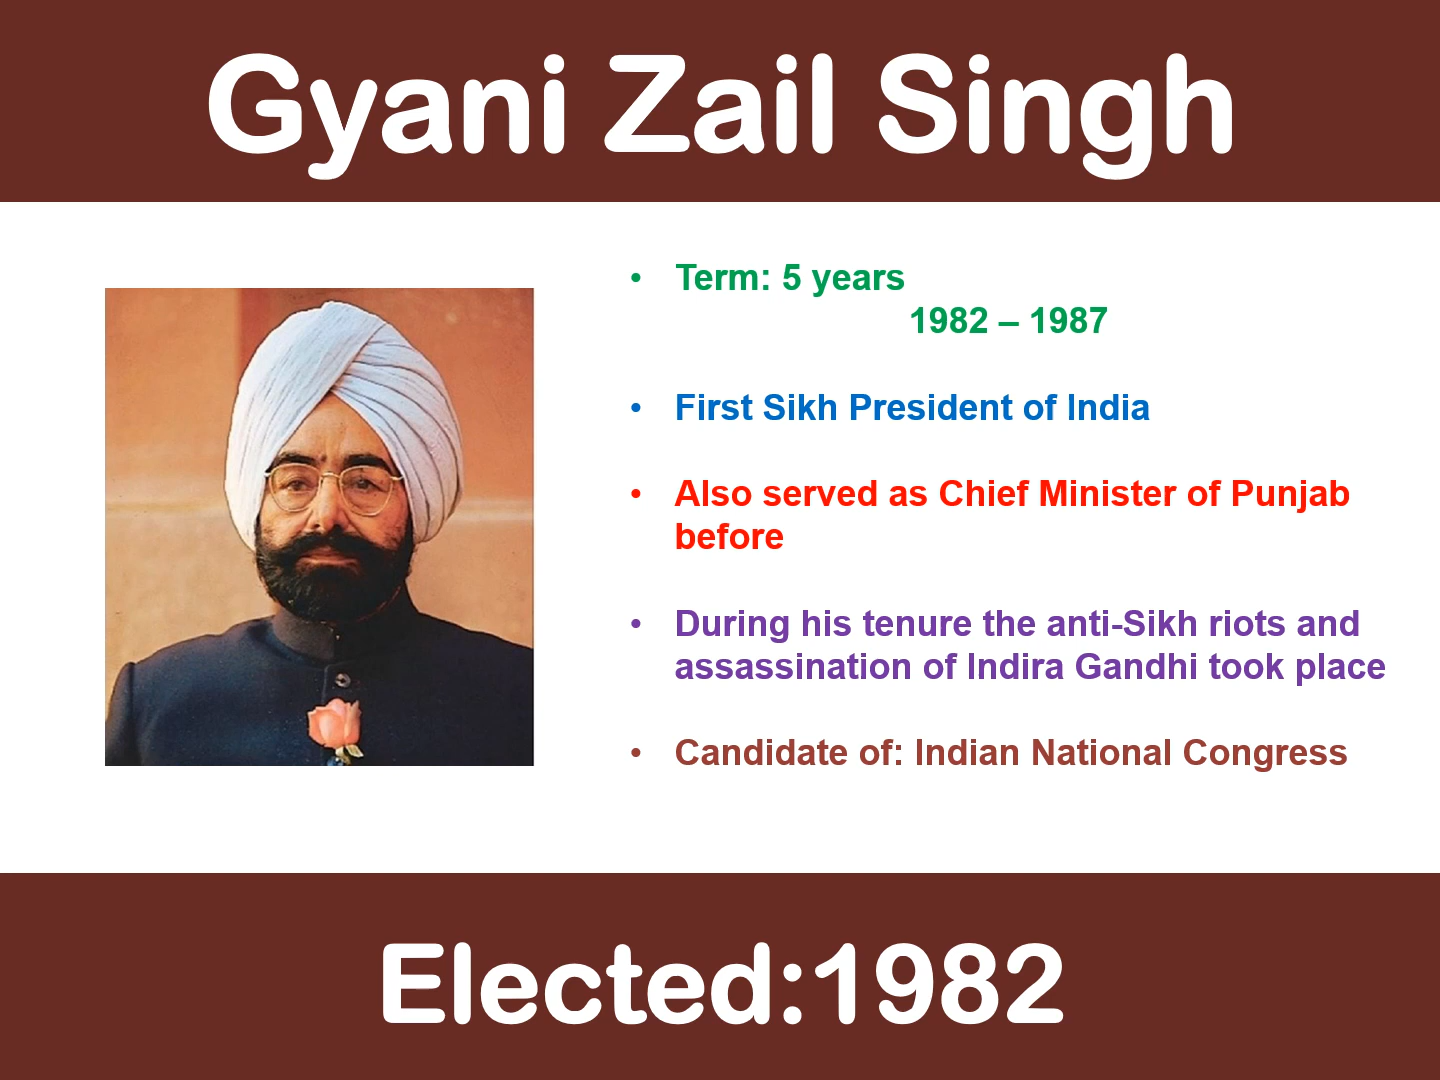 Gyani Zail Singh
• Term: 5 years
1982 – 1987
• First Sikh President of India
• Also served as Chief Minister of Punjab
before
• During his tenure the anti-Sikh riots and
assassination of Indira Gandhi took place
• Candidate of: Indian National Congress
Elected:1982